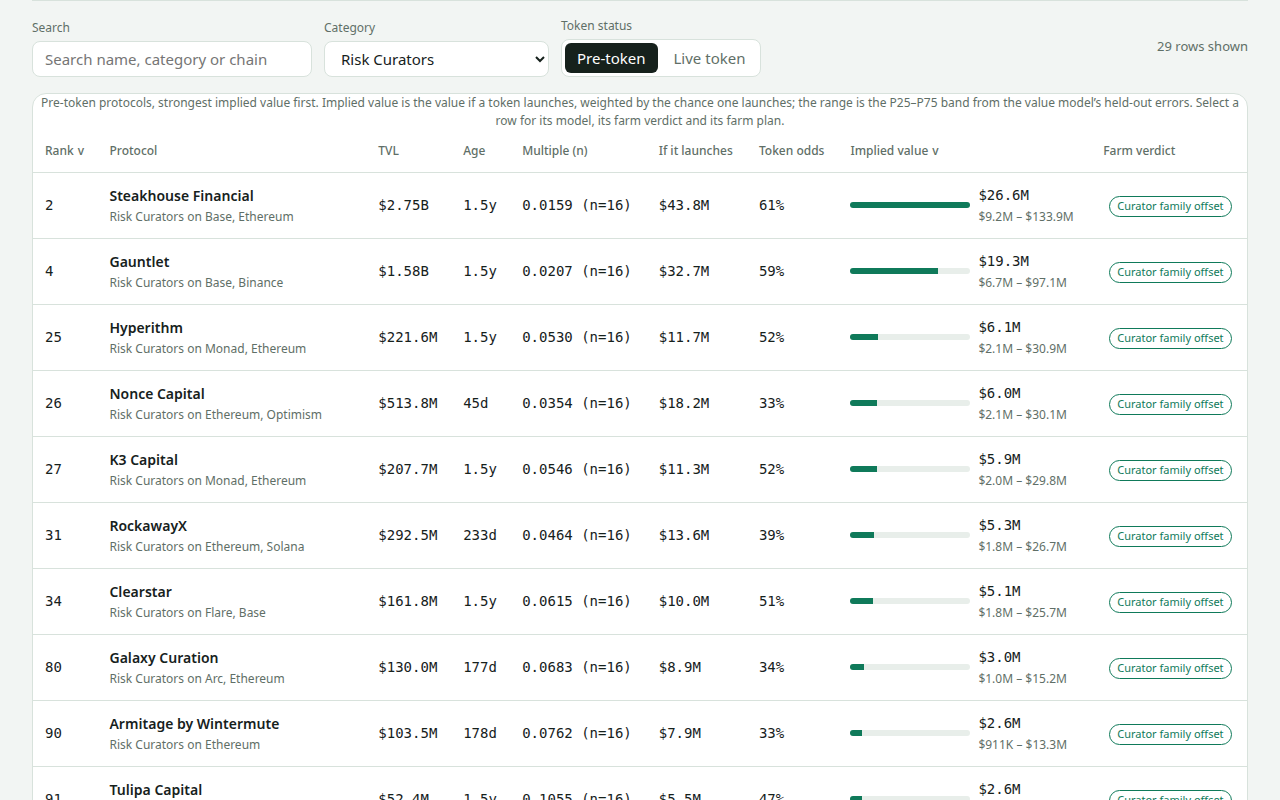 Search
Category
Token status
Search name, category or chain
Risk Curators
Pre-token
Live token
29 rows shown
Pre-token protocols, strongest implied value first. Implied value is the value if a token launches, weighted by the chance one launches; the range is the P25–P75 band from the value model's held-out errors. Select a
row for its model, its farm verdict and its farm plan.
Rank v Protocol TVL Age Multiple (n) If it launches Token odds Implied value v Farm verdict
2 Steakhouse Financial $2.75B 1.5y 0.0159 (n=16) $43.8M 61% $26.6M Curator family offset
Risk Curators on Base, Ethereum $9.2M – $133.9M
4 Gauntlet $1.58B 1.5y 0.0207 (n=16) $32.7M 59% $19.3M Curator family offset
Risk Curators on Base, Binance $6.7M – $97.1M
25 Hyperithm $221.6M 1.5y 0.0530 (n=16) $11.7M 52% $6.1M Curator family offset
Risk Curators on Monad, Ethereum $2.1M – $30.9M
26 Nonce Capital $513.8M 45d 0.0354 (n=16) $18.2M 33% $6.0M Curator family offset
Risk Curators on Ethereum, Optimism $2.1M – $30.1M
27 K3 Capital $207.7M 1.5y 0.0546 (n=16) $11.3M 52% $5.9M Curator family offset
Risk Curators on Monad, Ethereum $2.0M – $29.8M
31 RockawayX $292.5M 233d 0.0464 (n=16) $13.6M 39% $5.3M Curator family offset
Risk Curators on Ethereum, Solana $1.8M – $26.7M
34 Clearstar $161.8M 1.5y 0.0615 (n=16) $10.0M 51% $5.1M Curator family offset
Risk Curators on Flare, Base $1.8M – $25.7M
80 Galaxy Curation $130.0M 177d 0.0683 (n=16) $8.9M 34% $3.0M Curator family offset
Risk Curators on Arc, Ethereum $1.0M – $15.2M
90 Armitage by Wintermute $103.5M 178d 0.0762 (n=16) $7.9M 33% $2.6M Curator family offset
Risk Curators on Ethereum $911K – $13.3M
91 Tulipa Capital $52.4M 1.5y 0.1055 (n=16) $5.5M 47% $2.6M Curator family offset